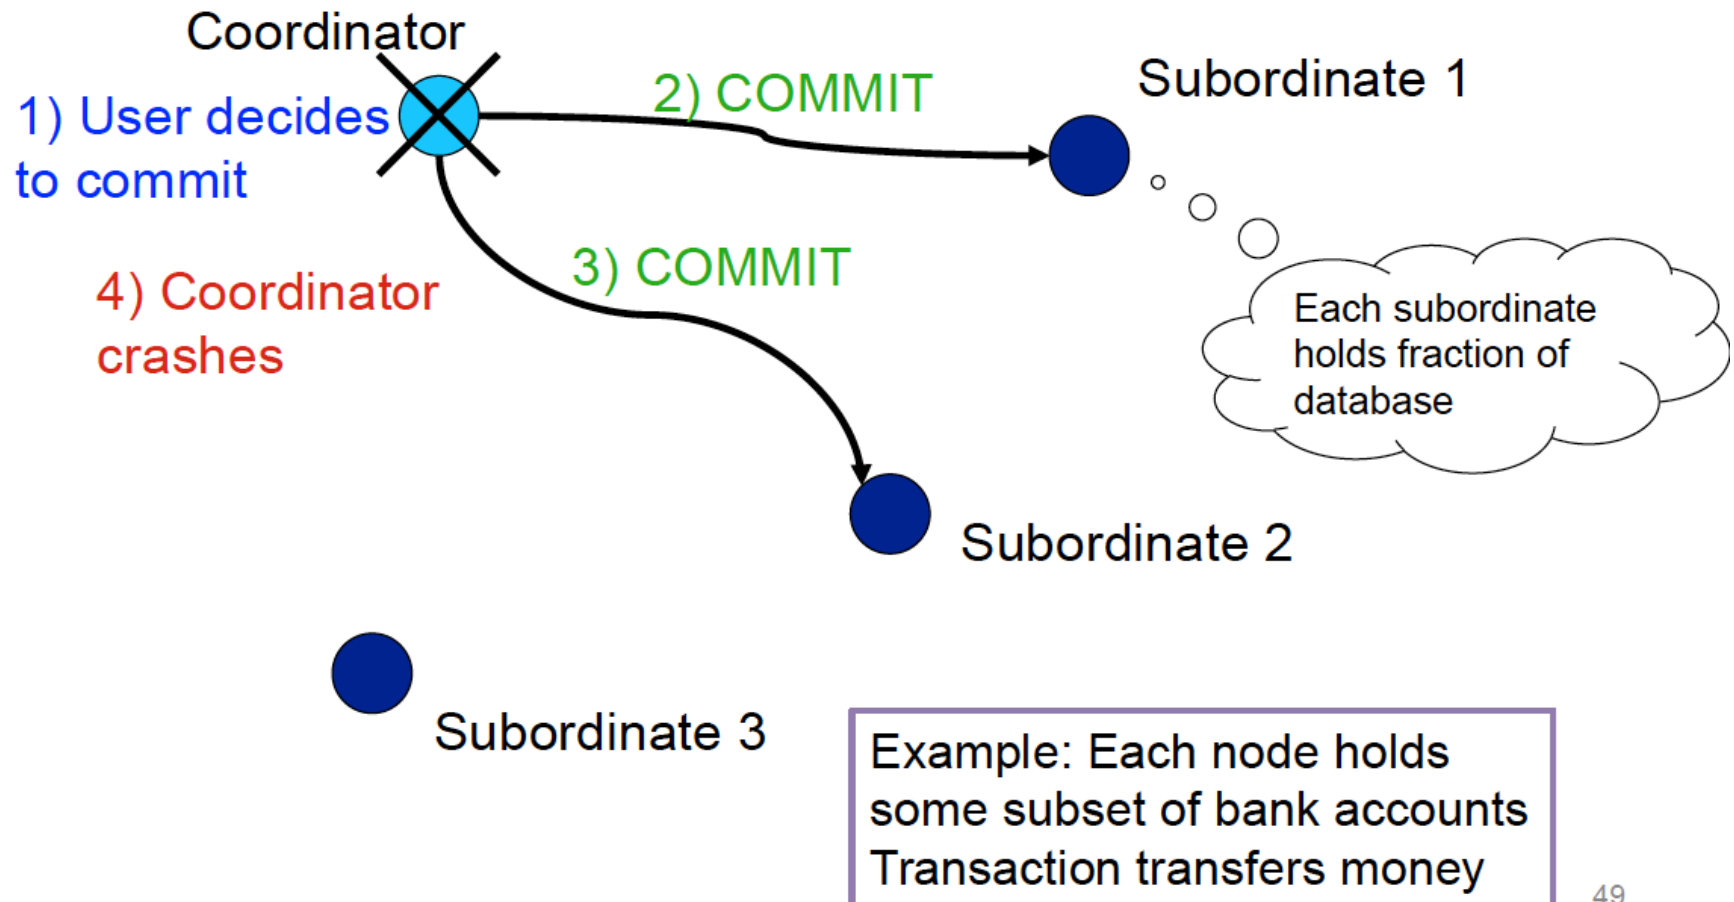 Coordinator
1) User decides
to commit
2) COMMIT
Subordinate 1
3) COMMIT
4) Coordinator
crashes
Each subordinate
holds fraction of
database
Subordinate 2
Subordinate 3
Example: Each node holds
some subset of bank accounts
Transaction transfers money
49